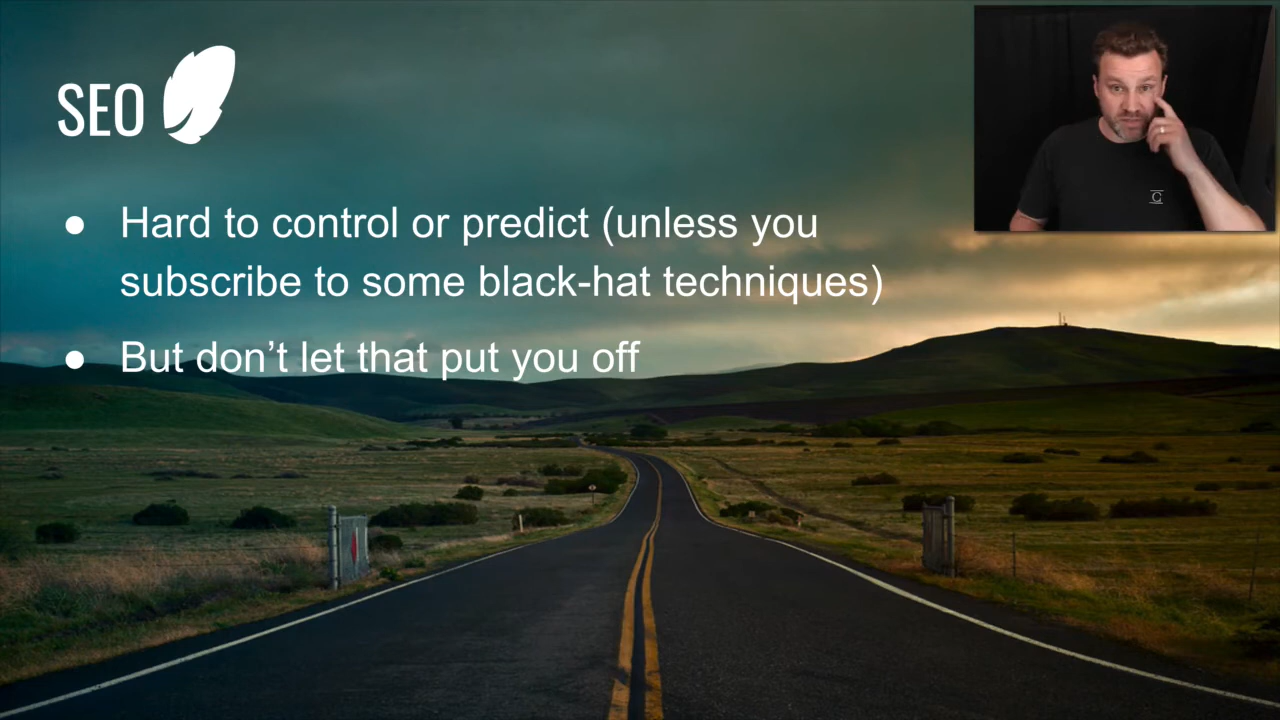 SEO
● Hard to control or predict (unless you
subscribe to some black-hat techniques)
● But don’t let that put you off